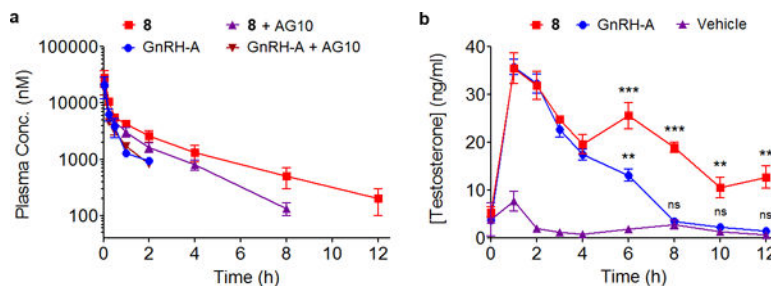 a
8
8 + AG10
GnRH-A
GnRH-A + AG10
Plasma Conc. (nM)
100000
10000
1000
100
0 2 4 6 8 10 12
Time (h)
b
8
GnRH-A
Vehicle
[Testosterone] (ng/ml)
40
30
20
10
0
***
***
**
**
**
ns
ns
ns
0 2 4 6 8 10 12
Time (h)